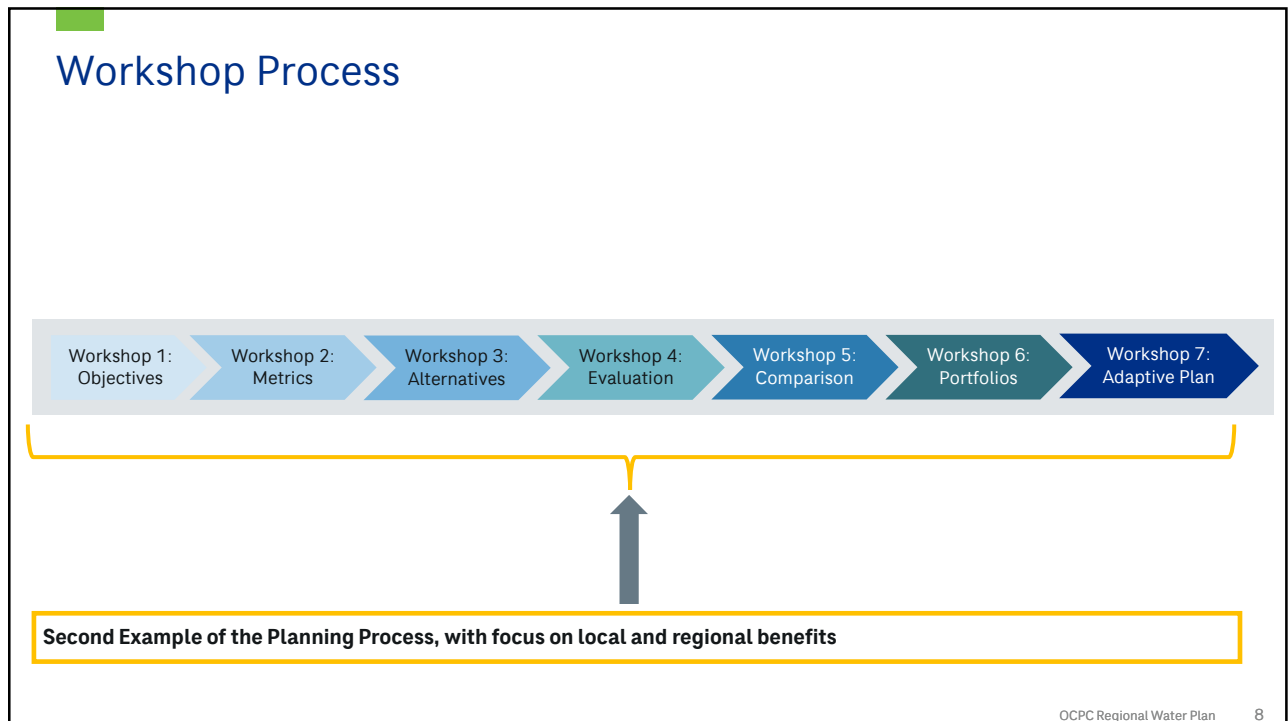 Workshop Process
Workshop 1:
Objectives
Workshop 2:
Metrics
Workshop 3:
Alternatives
Workshop 4:
Evaluation
Workshop 5:
Comparison
Workshop 6:
Portfolios
Workshop 7:
Adaptive Plan
Second Example of the Planning Process, with focus on local and regional benefits
OCPC Regional Water Plan 8